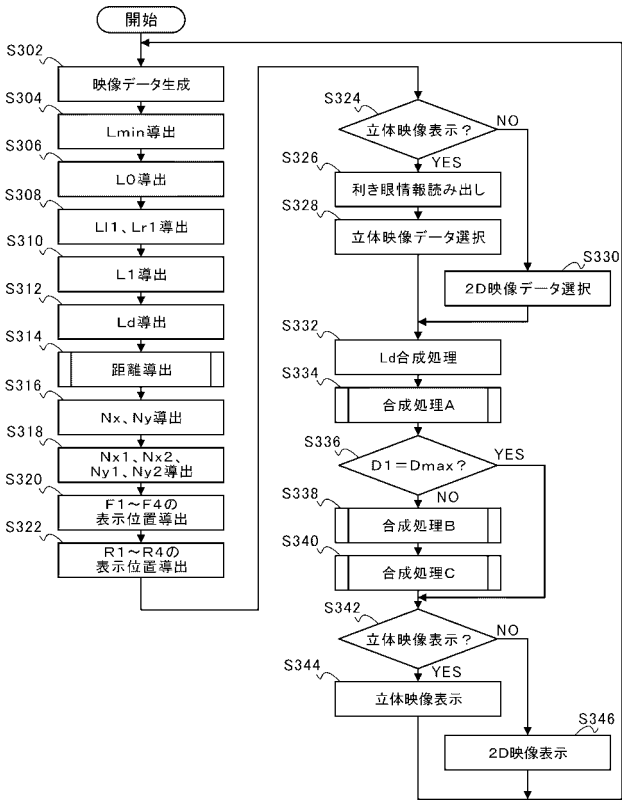 開始
S302
映像データ生成
S304
Lmin導出
S306
L0導出
S308
Ll1、Lr1導出
S310
L1導出
S312
Ld導出
S314
距離導出
S316
Nx、Ny導出
S318
Nx1、Nx2、
Ny1、Ny2導出
S320
F1~F4の
表示位置導出
S322
R1~R4の
表示位置導出
S324
立体映像表示?
NO
YES
S326
利き眼情報読み出し
S328
立体映像データ選択
S330
2D映像データ選択
S332
Ld合成処理
S334
合成処理A
S336
D1=Dmax?
YES
NO
S338
合成処理B
S340
合成処理C
S342
立体映像表示?
NO
YES
S344
立体映像表示
S346
2D映像表示